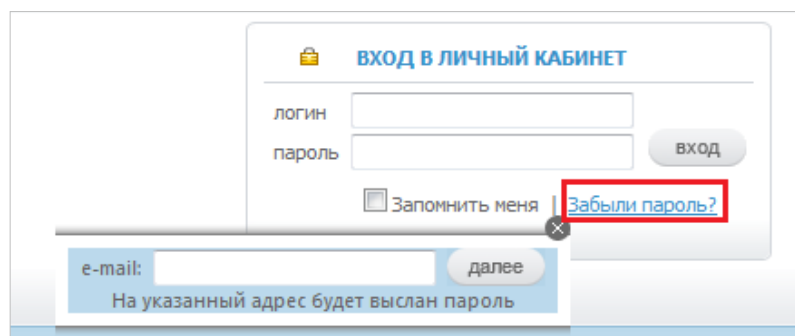 ВХОД В ЛИЧНЫЙ КАБИНЕТ
логин
пароль
вход
Запомнить меня | Забыли пароль?
e-mail:
далее
На указанный адрес будет выслан пароль